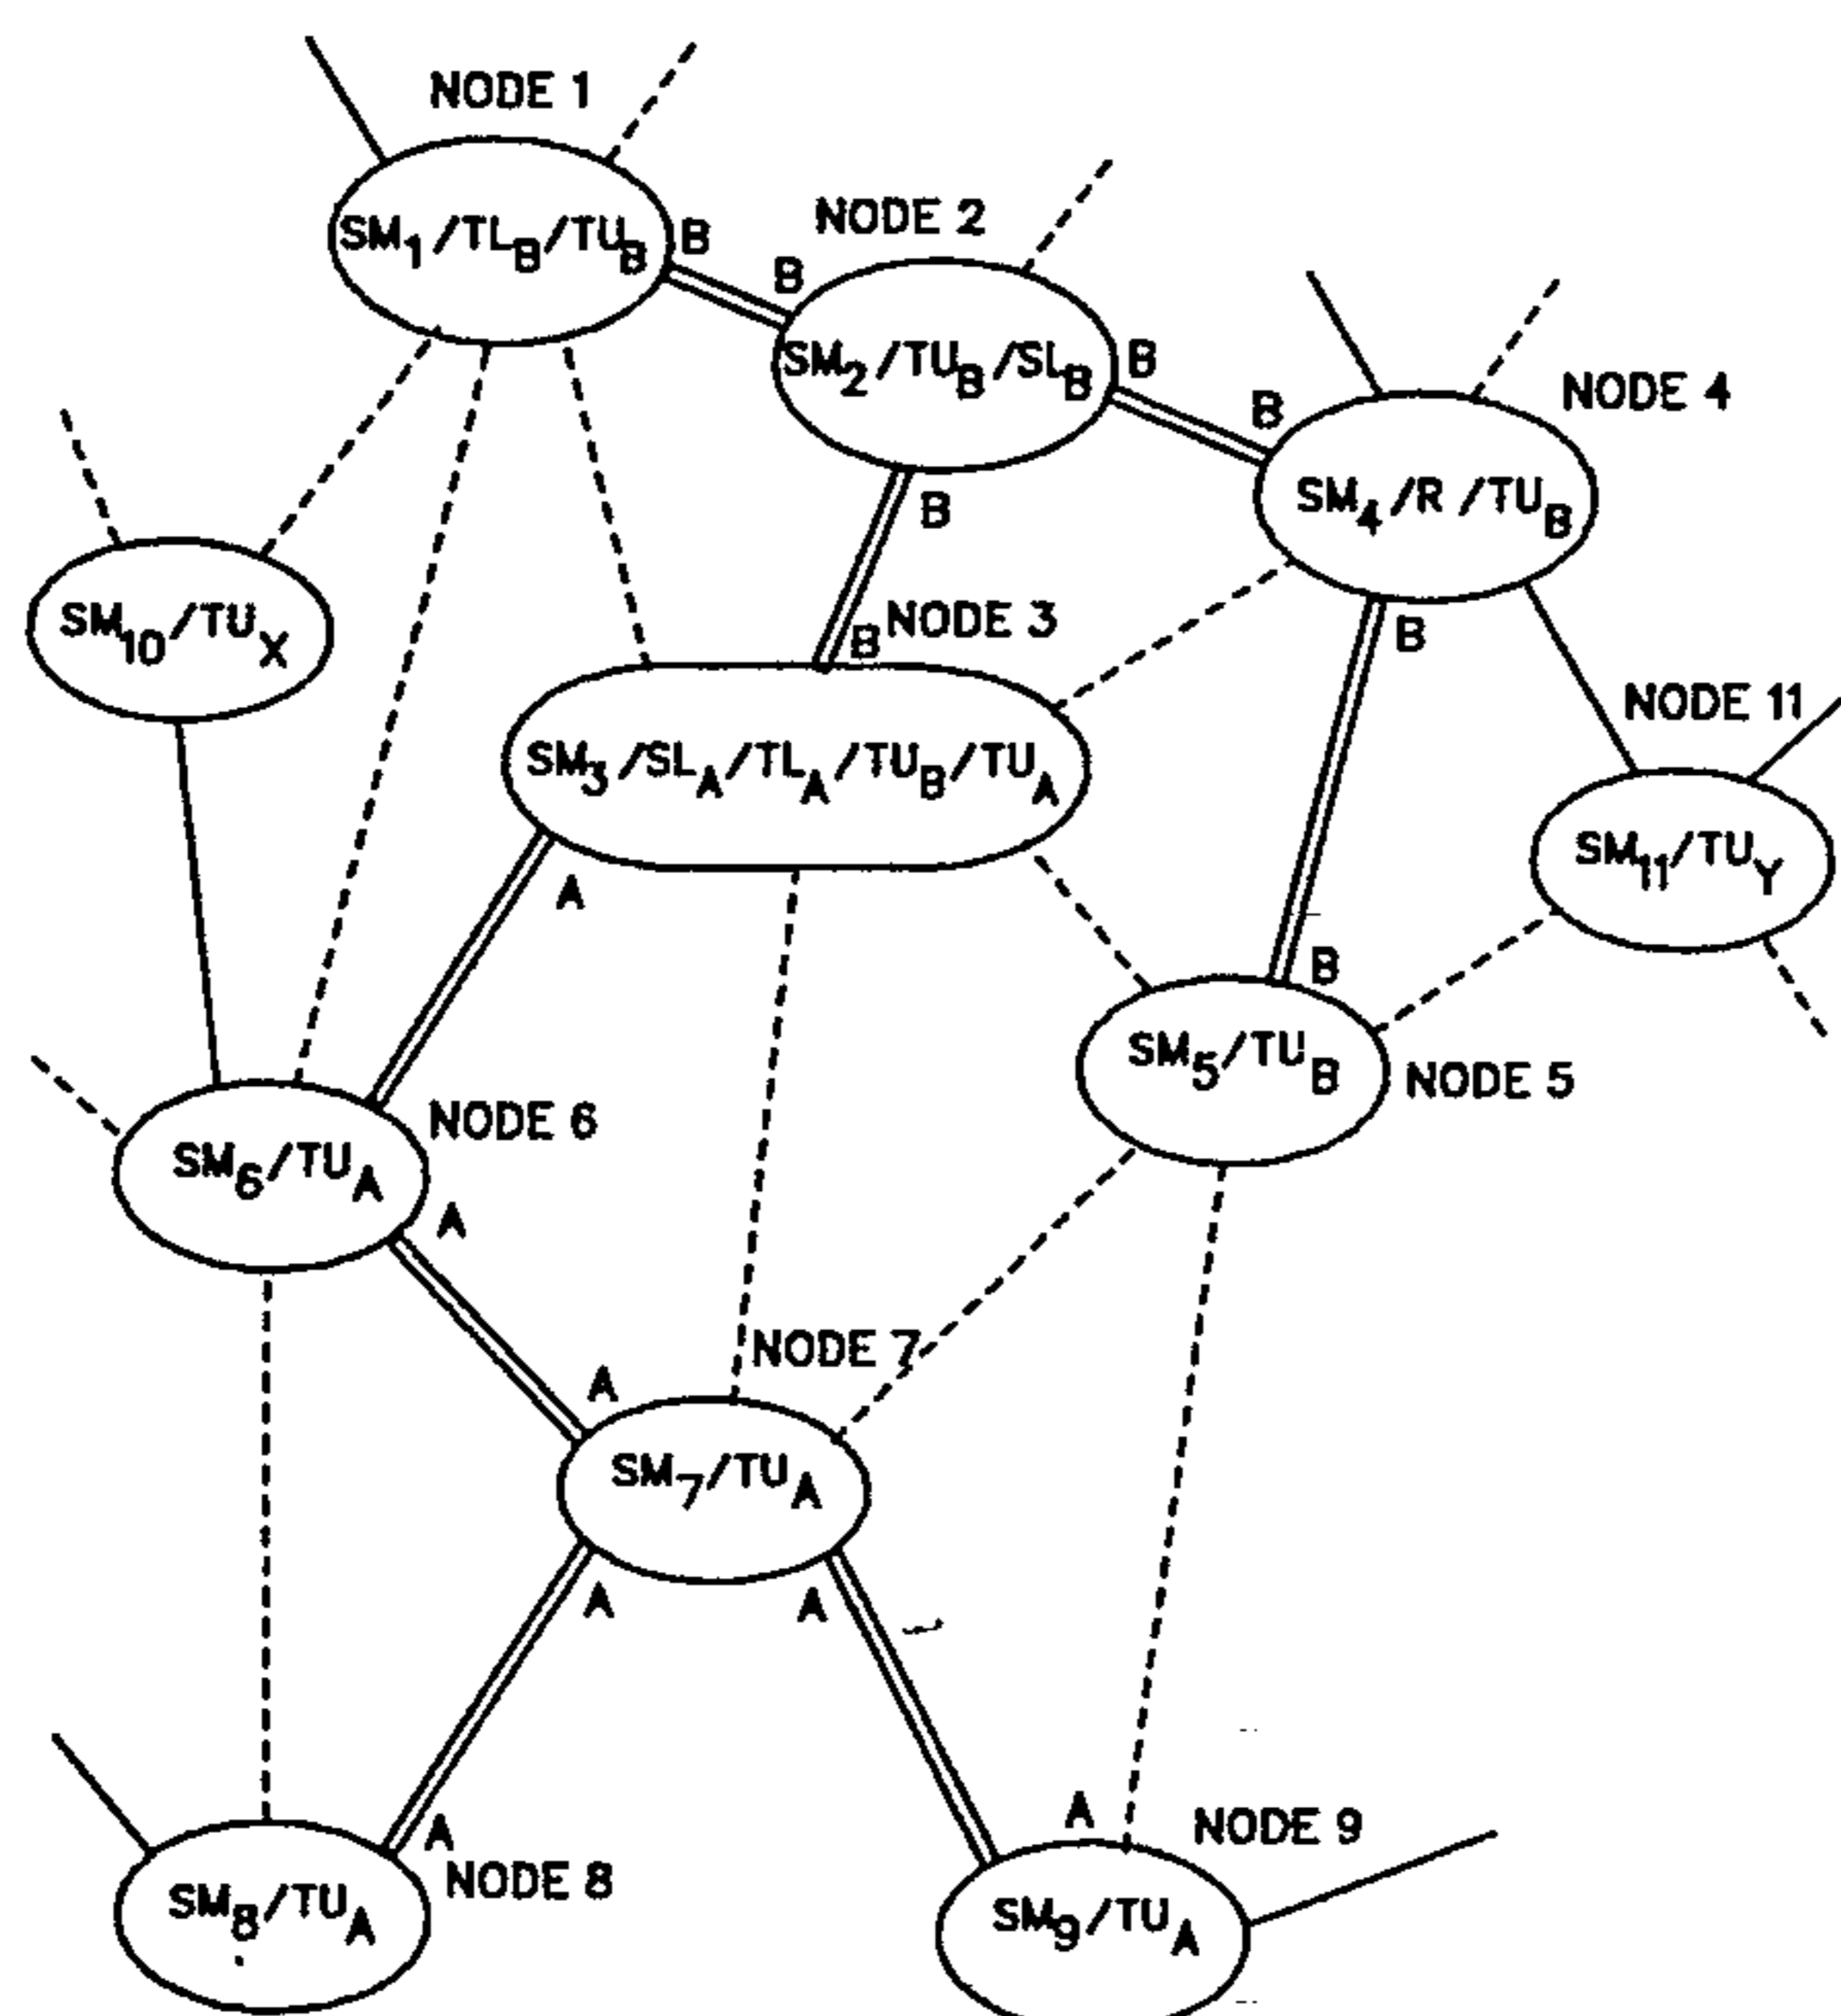 NODE 1
SM1/TLB/TUB
B
B
NODE 2
SM2/TUB/SLB
B
B
NODE 4
SM4/R/TUB
B
B
NODE 3
B
SM10/TUX
SM3/SLA/TLA/TUB/TUA
A
NODE 11
SM11/TUY
B
SM5/TUB
NODE 5
NODE 6
SM6/TUA
A
A
NODE 7
SM7/TUA
A
A
A
NODE 8
SM8/TUA
A
NODE 9
SM9/TUA